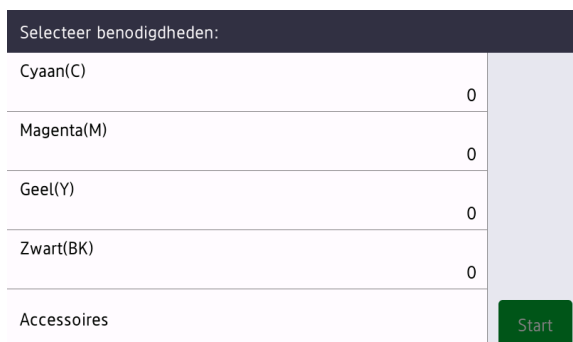 Selecteer benodigdheden:
Cyaan(C)
0
Magenta(M)
0
Geel(Y)
0
Zwart(BK)
0
Accessoires
Start